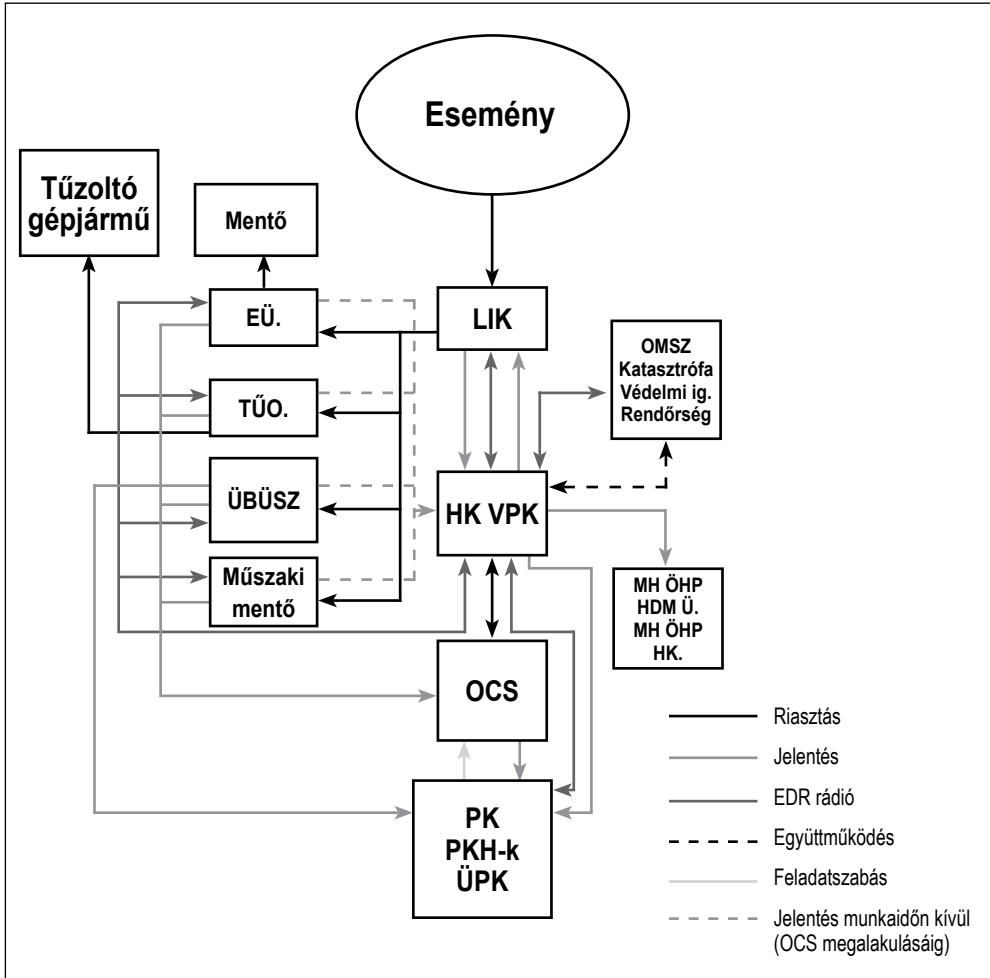 Esemény
Tűzoltó
gépjármű
Mentő
EÜ.
LIK
OMSZ
Katasztrófa
Védelmi ig.
Rendőrség
TŰO.
ÜBÜSZ
HK VPK
Műszaki
mentő
MH ÖHP
HDM Ü.
MH ÖHP
HK.
OCS
PK
PKH-k
ÜPK
Riasztás
Jelentés
EDR rádió
Együttműködés
Feladatszabás
Jelentés munkaidőn kívül
(OCS megalakulásáig)